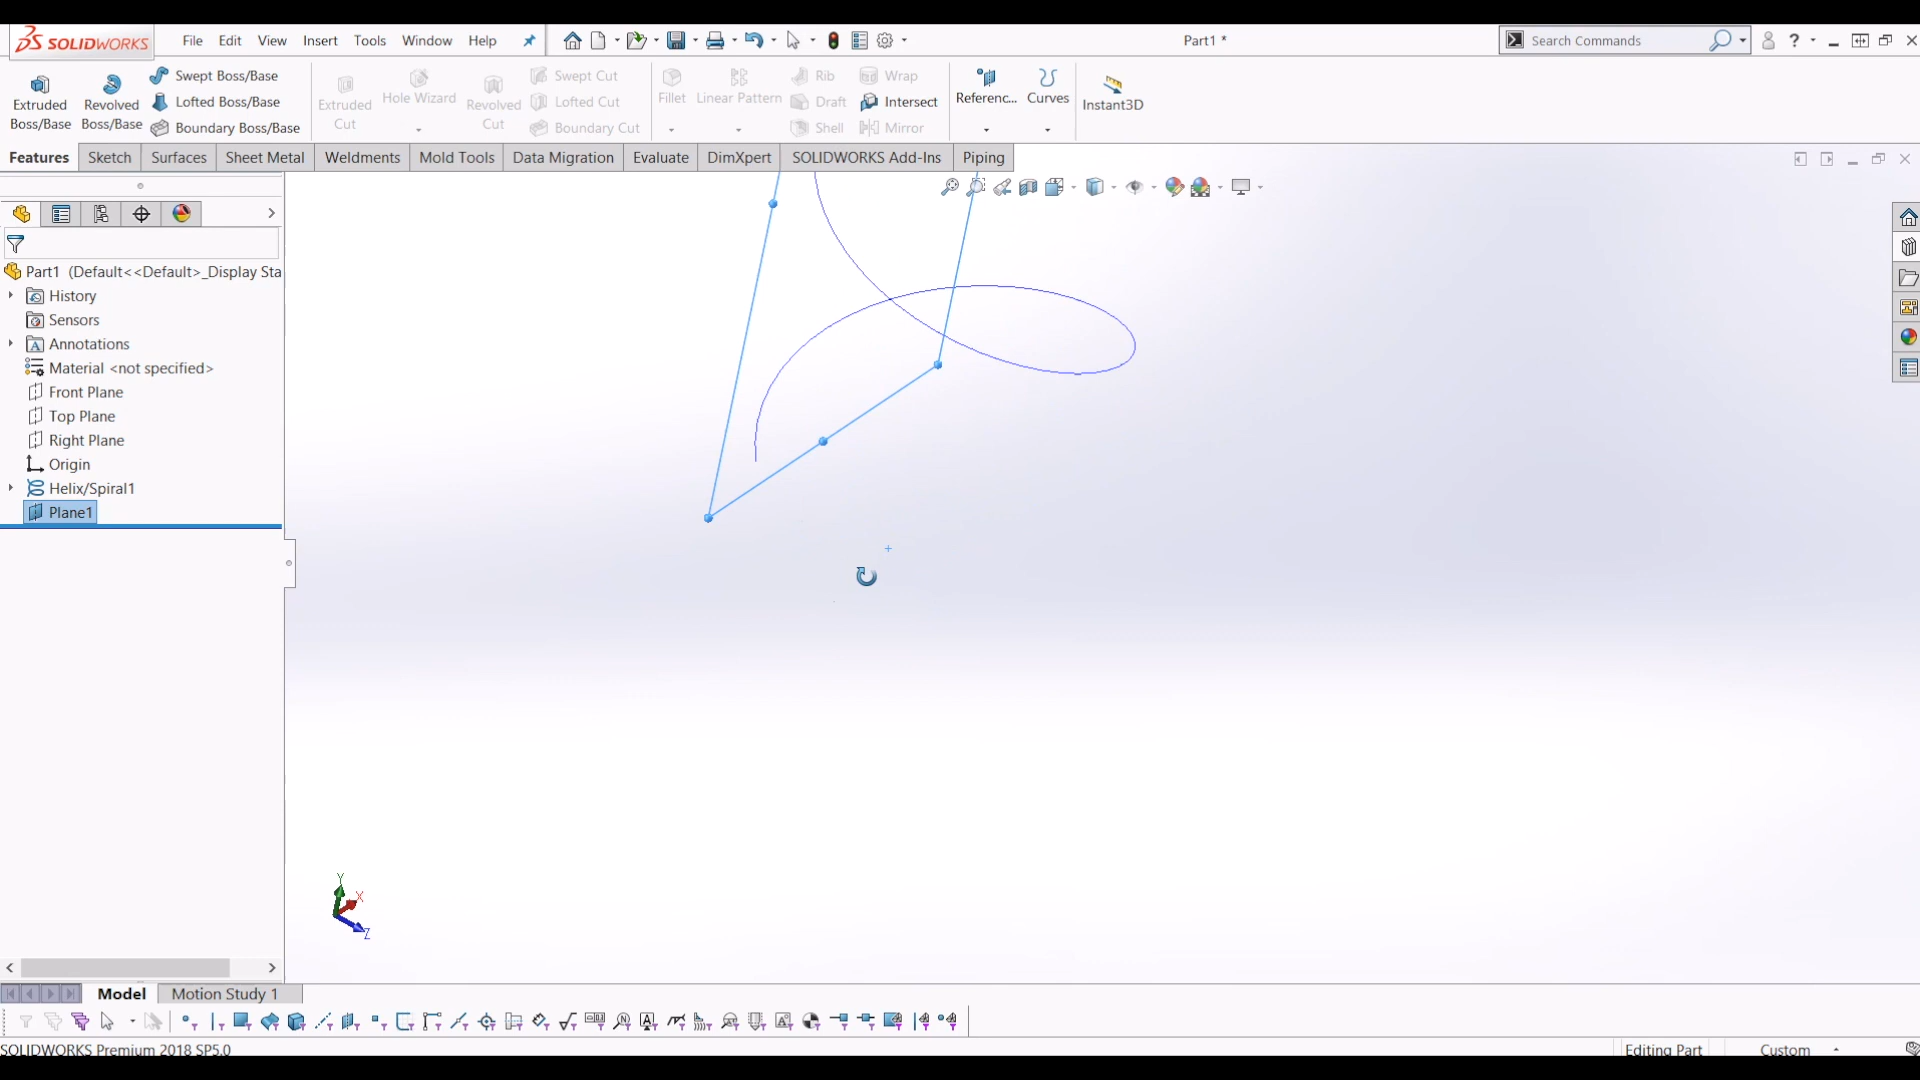 SOLIDWORKS File Edit View Insert Tools Window Help Part1 * Search Commands ?
Extruded Boss/Base
Revolved Boss/Base
Swept Boss/Base
Lofted Boss/Base
Boundary Boss/Base
Extruded Cut
Hole Wizard
Revolved Cut
Swept Cut
Lofted Cut
Boundary Cut
Fillet
Linear Pattern
Rib
Draft
Shell
Wrap
Intersect
Mirror
Referenc...
Curves
Instant3D
Features Sketch Surfaces Sheet Metal Weldments Mold Tools Data Migration Evaluate DimXpert SOLIDWORKS Add-Ins Piping
Part1 (Default<<Default>_Display Sta
History
Sensors
Annotations
Material <not specified>
Front Plane
Top Plane
Right Plane
Origin
Helix/Spiral1
Plane1
Y
X
Z
Model Motion Study 1
SOLIDWORKS Premium 2018 SP5.0 Editing Part Custom